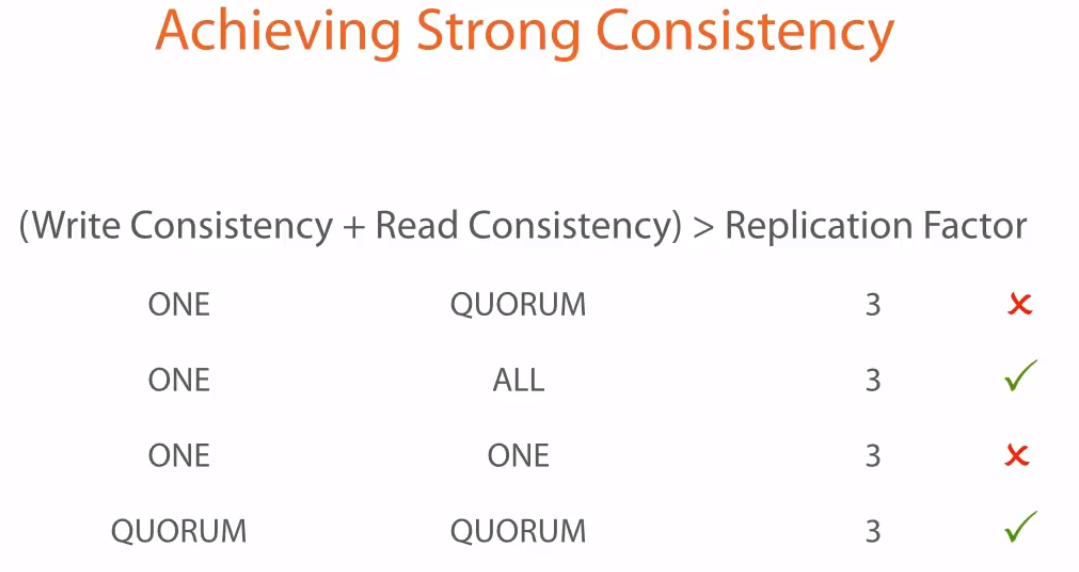 Achieving Strong Consistency
(Write Consistency + Read Consistency) > Replication Factor
ONE QUORUM 3 ✗
ONE ALL 3 ✓
ONE ONE 3 ✗
QUORUM QUORUM 3 ✓